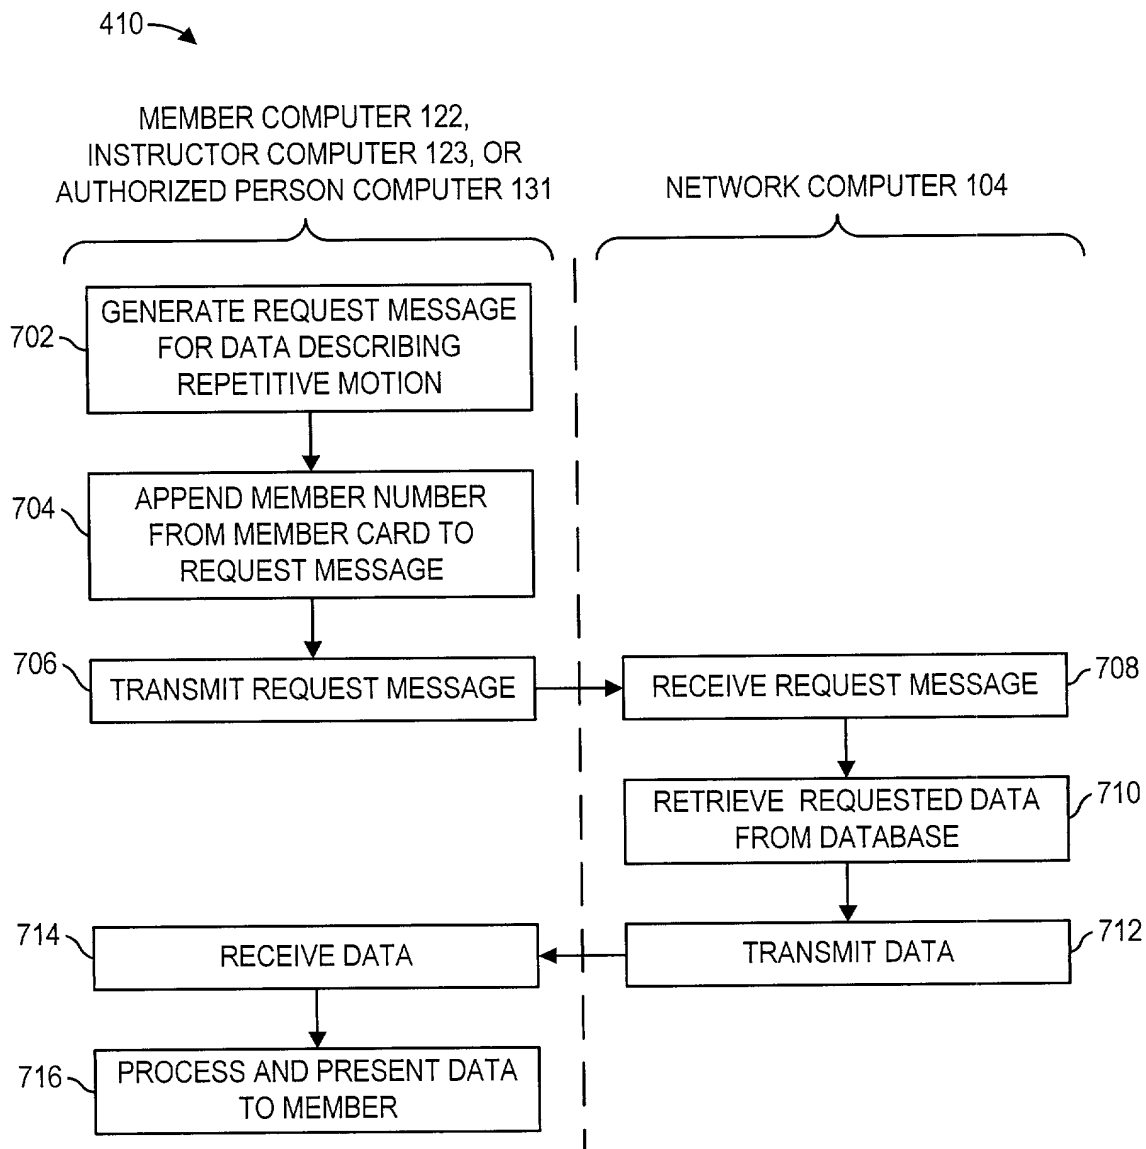 410
MEMBER COMPUTER 122,
INSTRUCTOR COMPUTER 123, OR
AUTHORIZED PERSON COMPUTER 131
NETWORK COMPUTER 104
702
GENERATE REQUEST MESSAGE
FOR DATA DESCRIBING
REPETITIVE MOTION
704
APPEND MEMBER NUMBER
FROM MEMBER CARD TO
REQUEST MESSAGE
706
TRANSMIT REQUEST MESSAGE
RECEIVE REQUEST MESSAGE
708
RETRIEVE REQUESTED DATA
FROM DATABASE
710
714
RECEIVE DATA
TRANSMIT DATA
712
716
PROCESS AND PRESENT DATA
TO MEMBER